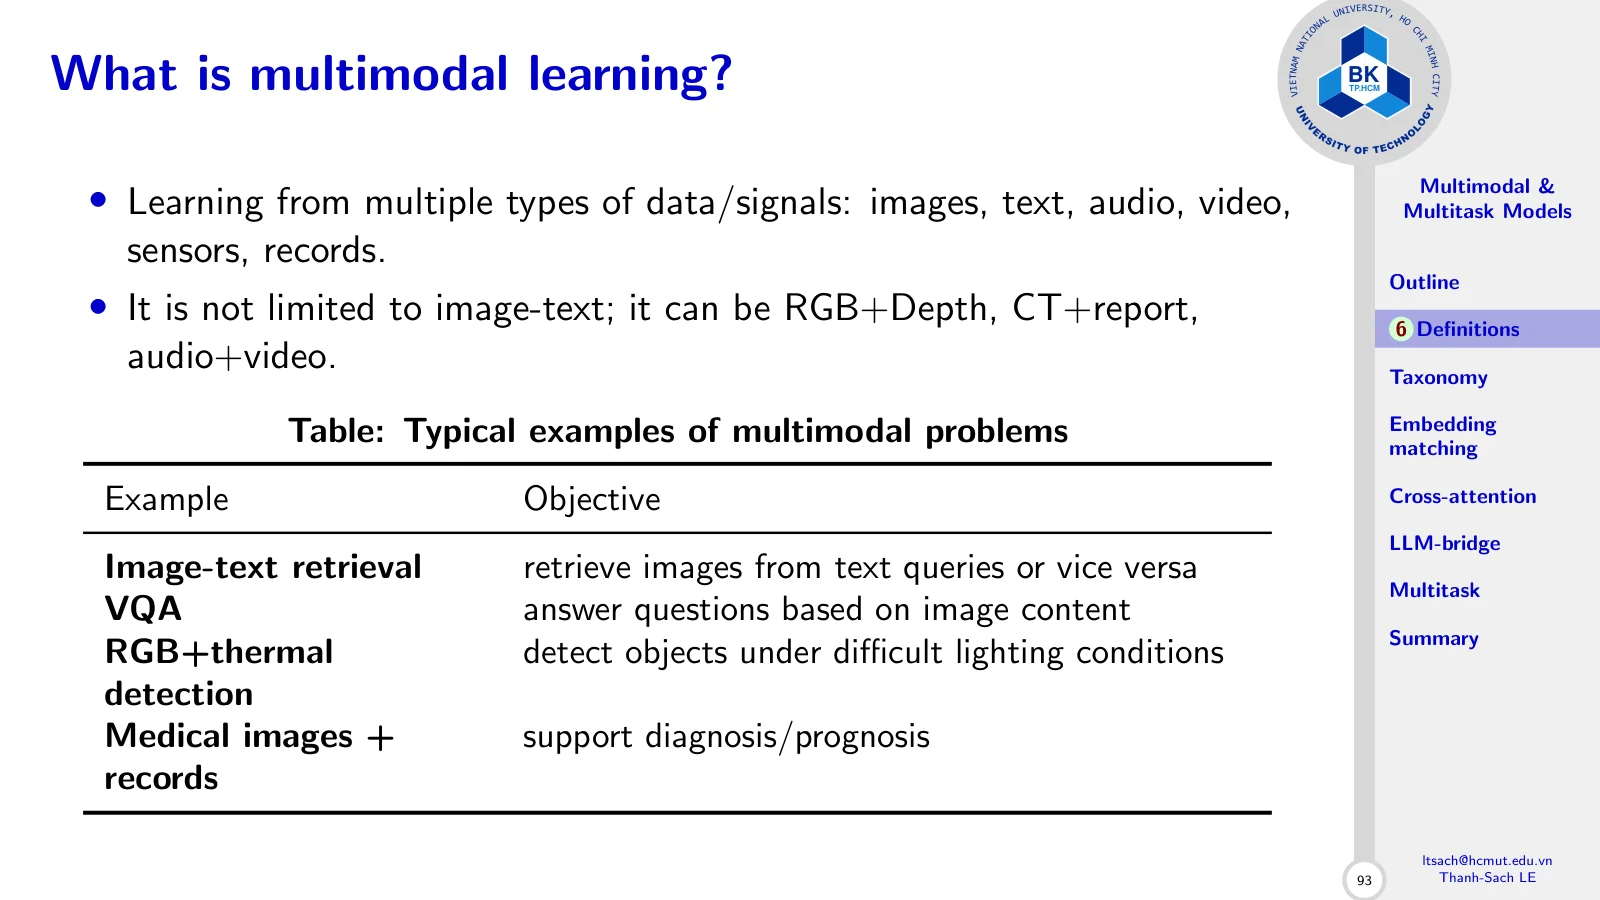 What is multimodal learning?
• Learning from multiple types of data/signals: images, text, audio, video,
sensors, records.
• It is not limited to image-text; it can be RGB+Depth, CT+report,
audio+video.
Table: Typical examples of multimodal problems
Example Objective
Image-text retrieval retrieve images from text queries or vice versa
VQA answer questions based on image content
RGB+thermal detect objects under difficult lighting conditions
detection
Medical images + support diagnosis/prognosis
records
VIETNAM NATIONAL UNIVERSITY, HO CHI MINH CITY
BK
TP.HCM
UNIVERSITY OF TECHNOLOGY
Multimodal &
Multitask Models
Outline
6 Definitions
Taxonomy
Embedding
matching
Cross-attention
LLM-bridge
Multitask
Summary
ltsach@hcmut.edu.vn
Thanh-Sach LE
93